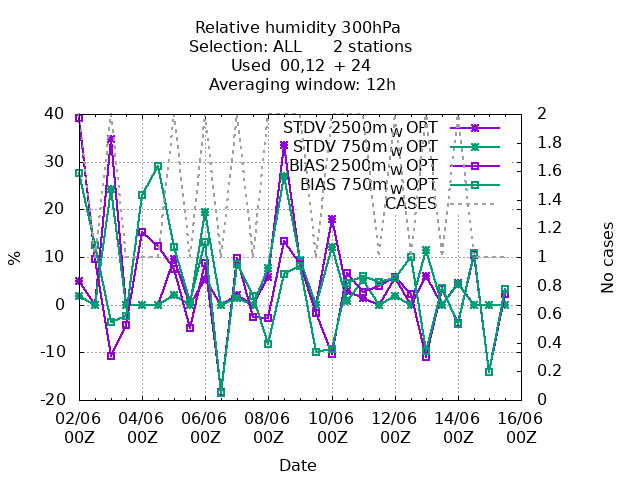 Relative humidity 300hPa
Selection: ALL 2 stations
Used 00,12 + 24
Averaging window: 12h
STDV 2500m_W OPT
STDV 750m_W OPT
BIAS 2500m_W OPT
BIAS 750m_W OPT
CASES
40
30
20
10
0
-10
-20
%
2
1.8
1.6
1.4
1.2
1
0.8
0.6
0.4
0.2
0
No cases
02/06 04/06 06/06 08/06 10/06 12/06 14/06 16/06
00Z 00Z 00Z 00Z 00Z 00Z 00Z 00Z
Date